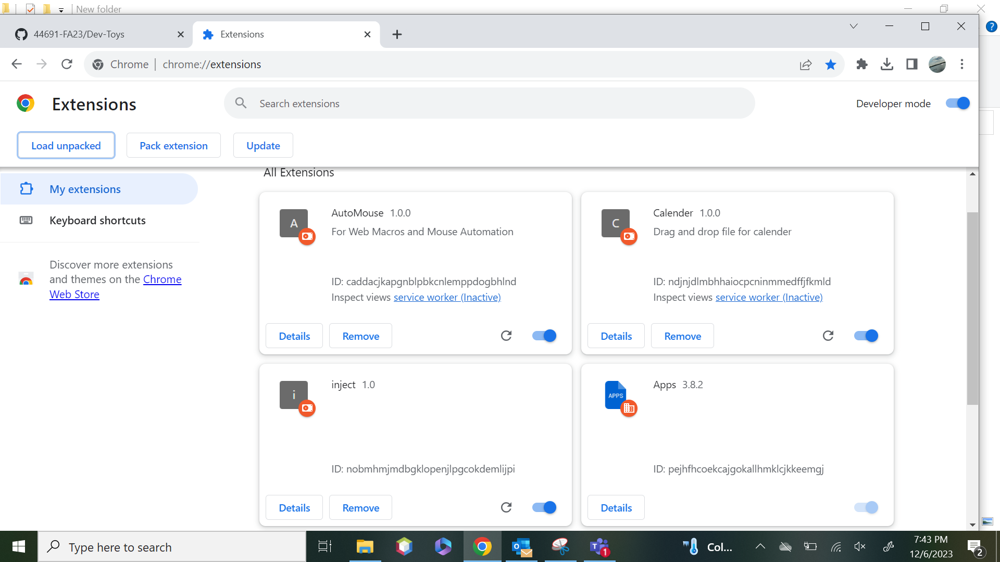 New folder
44691-FA23/Dev-Toys
Extensions
Chrome
chrome://extensions
Extensions
Search extensions
Developer mode
Load unpacked
Pack extension
Update
My extensions
Keyboard shortcuts
Discover more extensions
and themes on the Chrome
Web Store
All Extensions
A
AutoMouse 1.0.0
For Web Macros and Mouse Automation
ID: caddacjkapgnblpbkcnlemppdogbhlnd
Inspect views service worker (Inactive)
Details
Remove
C
Calender 1.0.0
Drag and drop file for calender
ID: ndjnjdlmbhhaiocpcninmmedffjfkmld
Inspect views service worker (Inactive)
Details
Remove
i
inject 1.0
ID: nobmhmjmdbgklopenjlpgcokdemlijpi
Details
Remove
APPS
Apps 3.8.2
ID: pejhfhcoekcajgokallhmklcjkkeemgj
Details
Type here to search
Col...
7:43 PM
12/6/2023
2
1